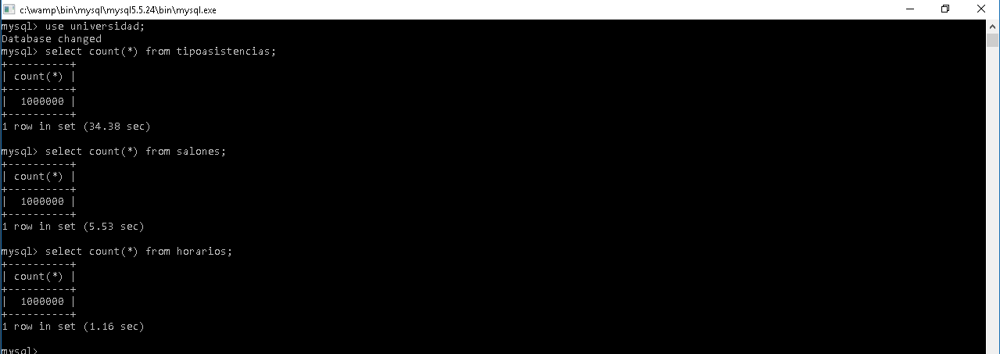 c:\wamp\bin\mysql\mysql5.5.24\bin\mysql.exe
mysql> use universidad;
Database changed
mysql> select count(*) from tipoasistencias;
+----------+
| count(*) |
+----------+
|  1000000 |
+----------+
1 row in set (34.38 sec)
mysql> select count(*) from salones;
+----------+
| count(*) |
+----------+
|  1000000 |
+----------+
1 row in set (5.53 sec)
mysql> select count(*) from horarios;
+----------+
| count(*) |
+----------+
|  1000000 |
+----------+
1 row in set (1.16 sec)
mysql>